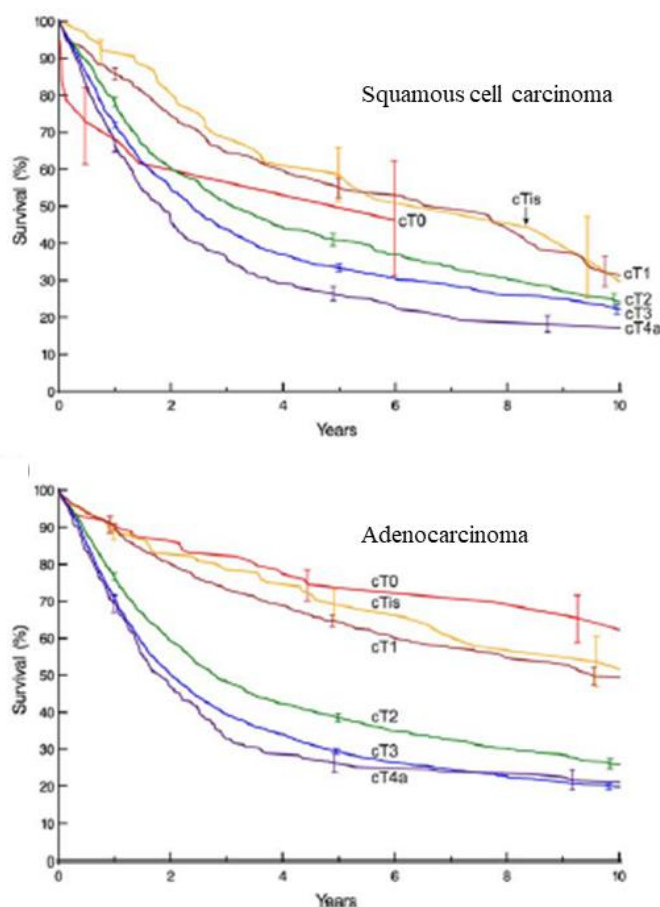 100
90
80
70
60
50
40
30
20
10
0
Survival (%)
Squamous cell carcinoma
cTis
cT0
cT1
cT2
cT3
cT4a
0 2 4 6 8 10
Years
100
90
80
70
60
50
40
30
20
10
0
Survival (%)
Adenocarcinoma
cT0
cTis
cT1
cT2
cT3
cT4a
0 2 4 6 8 10
Years